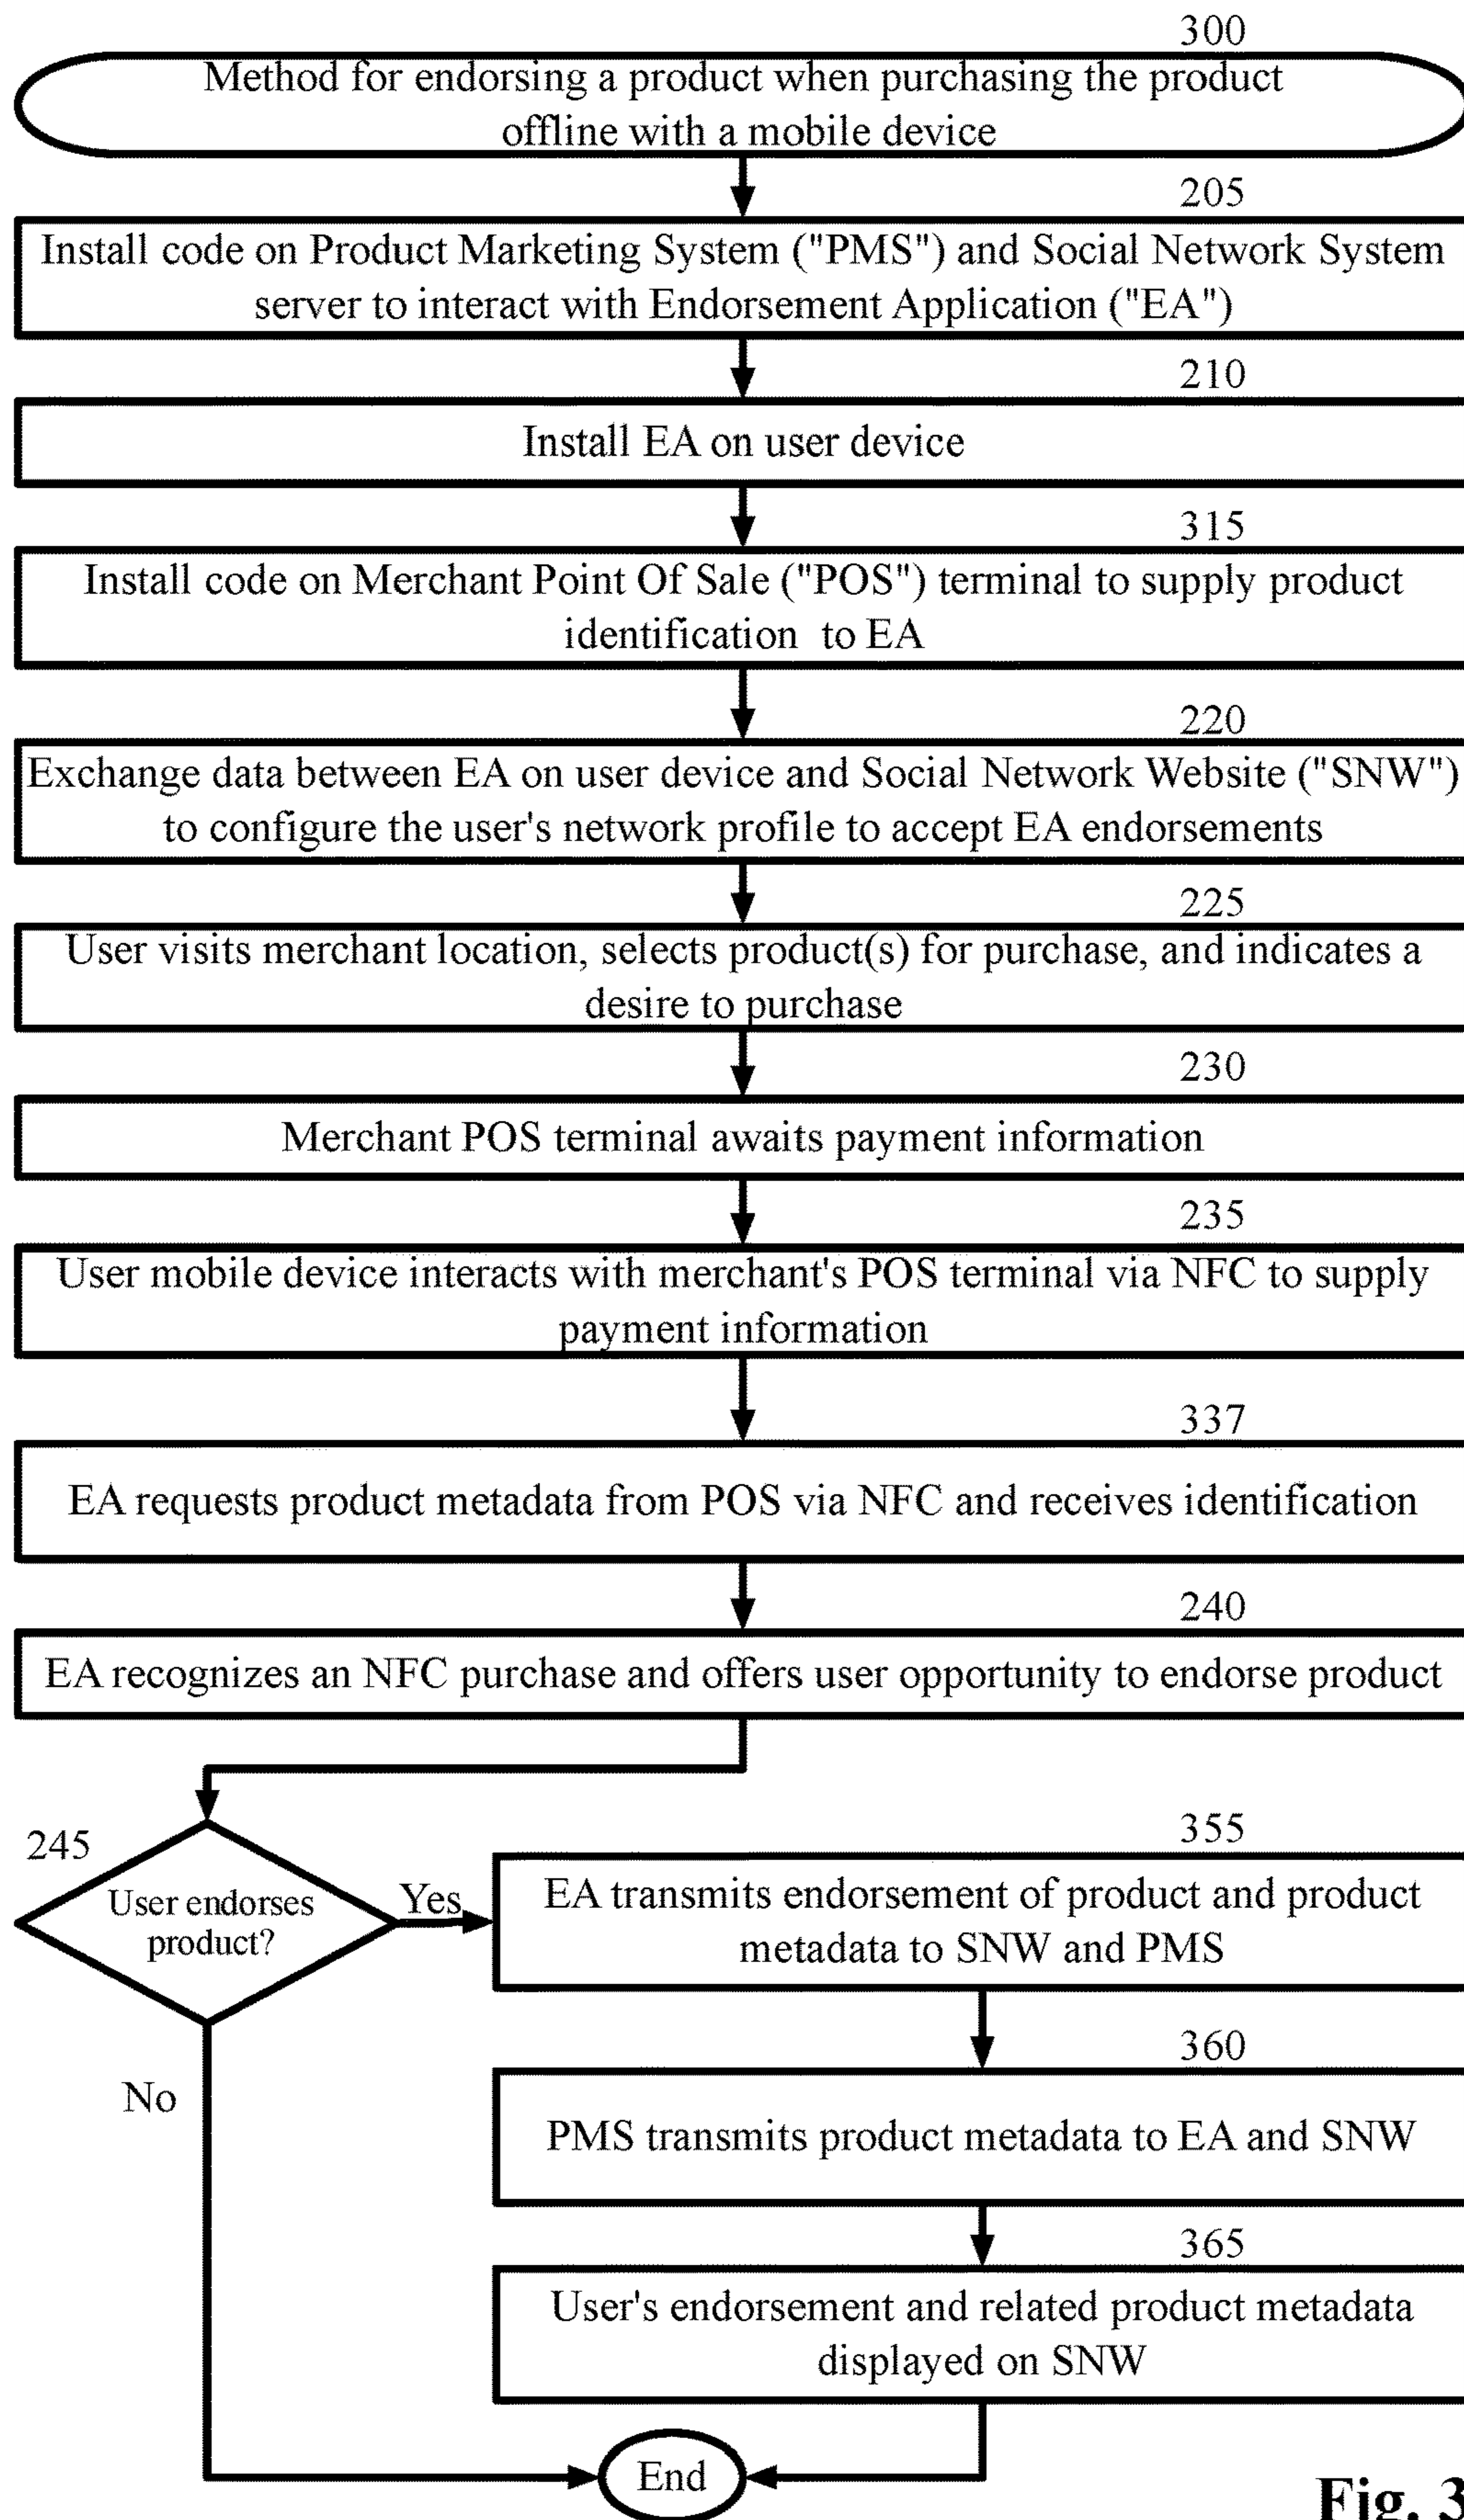 300
Method for endorsing a product when purchasing the product
offline with a mobile device
205
Install code on Product Marketing System ("PMS") and Social Network System
server to interact with Endorsement Application ("EA")
210
Install EA on user device
315
Install code on Merchant Point Of Sale ("POS") terminal to supply product
identification to EA
220
Exchange data between EA on user device and Social Network Website ("SNW")
to configure the user's network profile to accept EA endorsements
225
User visits merchant location, selects product(s) for purchase, and indicates a
desire to purchase
230
Merchant POS terminal awaits payment information
235
User mobile device interacts with merchant's POS terminal via NFC to supply
payment information
337
EA requests product metadata from POS via NFC and receives identification
240
EA recognizes an NFC purchase and offers user opportunity to endorse product
245
User endorses
product?
Yes
355
EA transmits endorsement of product and product
metadata to SNW and PMS
No
360
PMS transmits product metadata to EA and SNW
365
User's endorsement and related product metadata
displayed on SNW
End
Fig. 3